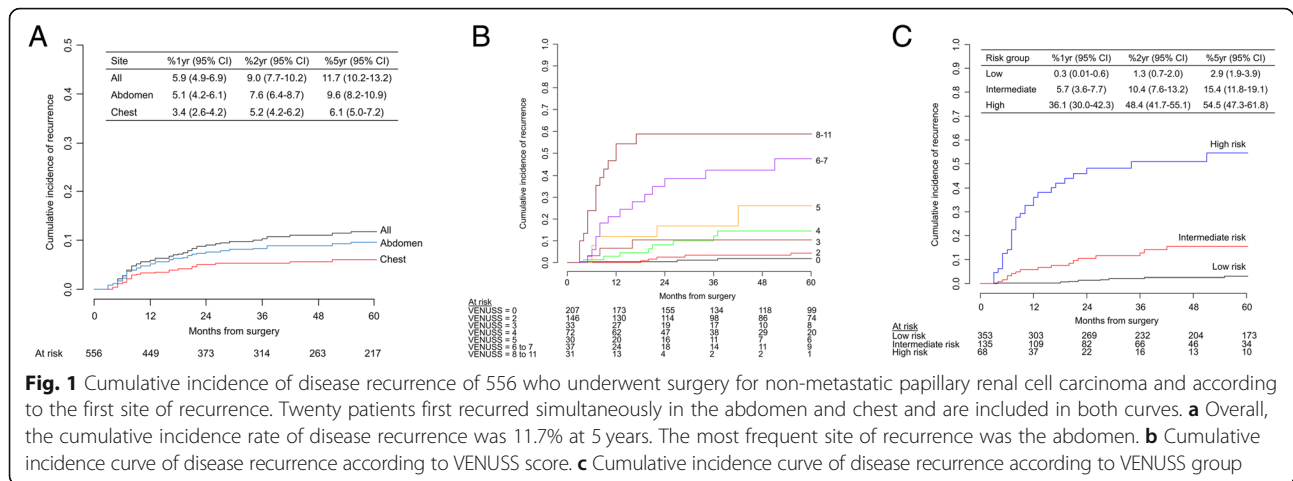 A
Cumulative incidence of recurrence
0.5
0.4
0.3
0.2
0.1
0.0
Site %1yr (95% CI) %2yr (95% CI) %5yr (95% CI)
All 5.9 (4.9-6.9) 9.0 (7.7-10.2) 11.7 (10.2-13.2)
Abdomen 5.1 (4.2-6.1) 7.6 (6.4-8.7) 9.6 (8.2-10.9)
Chest 3.4 (2.6-4.2) 5.2 (4.2-6.2) 6.1 (5.0-7.2)
All
Abdomen
Chest
0 12 24 36 48 60
Months from surgery
At risk 556 449 373 314 263 217
B
Cumulative incidence of recurrence
1.0
0.9
0.8
0.7
0.6
0.5
0.4
0.3
0.2
0.1
0.0
8-11
6-7
5
4
3
2
0
0 12 24 36 48 60
Months from surgery
At risk
VENUSS = 0 207 173 155 134 118 99
VENUSS = 2 146 130 114 98 86 74
VENUSS = 3 33 27 19 17 10 8
VENUSS = 4 72 62 47 38 29 20
VENUSS = 5 30 20 16 11 7 6
VENUSS = 6 to 7 37 24 18 14 11 9
VENUSS = 8 to 11 31 13 4 2 2 1
C
Cumulative incidence of recurrence
1.0
0.9
0.8
0.7
0.6
0.5
0.4
0.3
0.2
0.1
0.0
Risk group %1yr (95% CI) %2yr (95% CI) %5yr (95% CI)
Low 0.3 (0.01-0.6) 1.3 (0.7-2.0) 2.9 (1.9-3.9)
Intermediate 5.7 (3.6-7.7) 10.4 (7.6-13.2) 15.4 (11.8-19.1)
High 36.1 (30.0-42.3) 48.4 (41.7-55.1) 54.5 (47.3-61.8)
High risk
Intermediate risk
Low risk
0 12 24 36 48 60
Months from surgery
At risk
Low risk 353 303 269 232 204 173
Intermediate risk 135 109 82 66 46 34
High risk 68 37 22 16 13 10
Fig. 1 Cumulative incidence of disease recurrence of 556 who underwent surgery for non-metastatic papillary renal cell carcinoma and according
to the first site of recurrence. Twenty patients first recurred simultaneously in the abdomen and chest and are included in both curves. a Overall,
the cumulative incidence rate of disease recurrence was 11.7% at 5 years. The most frequent site of recurrence was the abdomen. b Cumulative
incidence curve of disease recurrence according to VENUSS score. c Cumulative incidence curve of disease recurrence according to VENUSS group